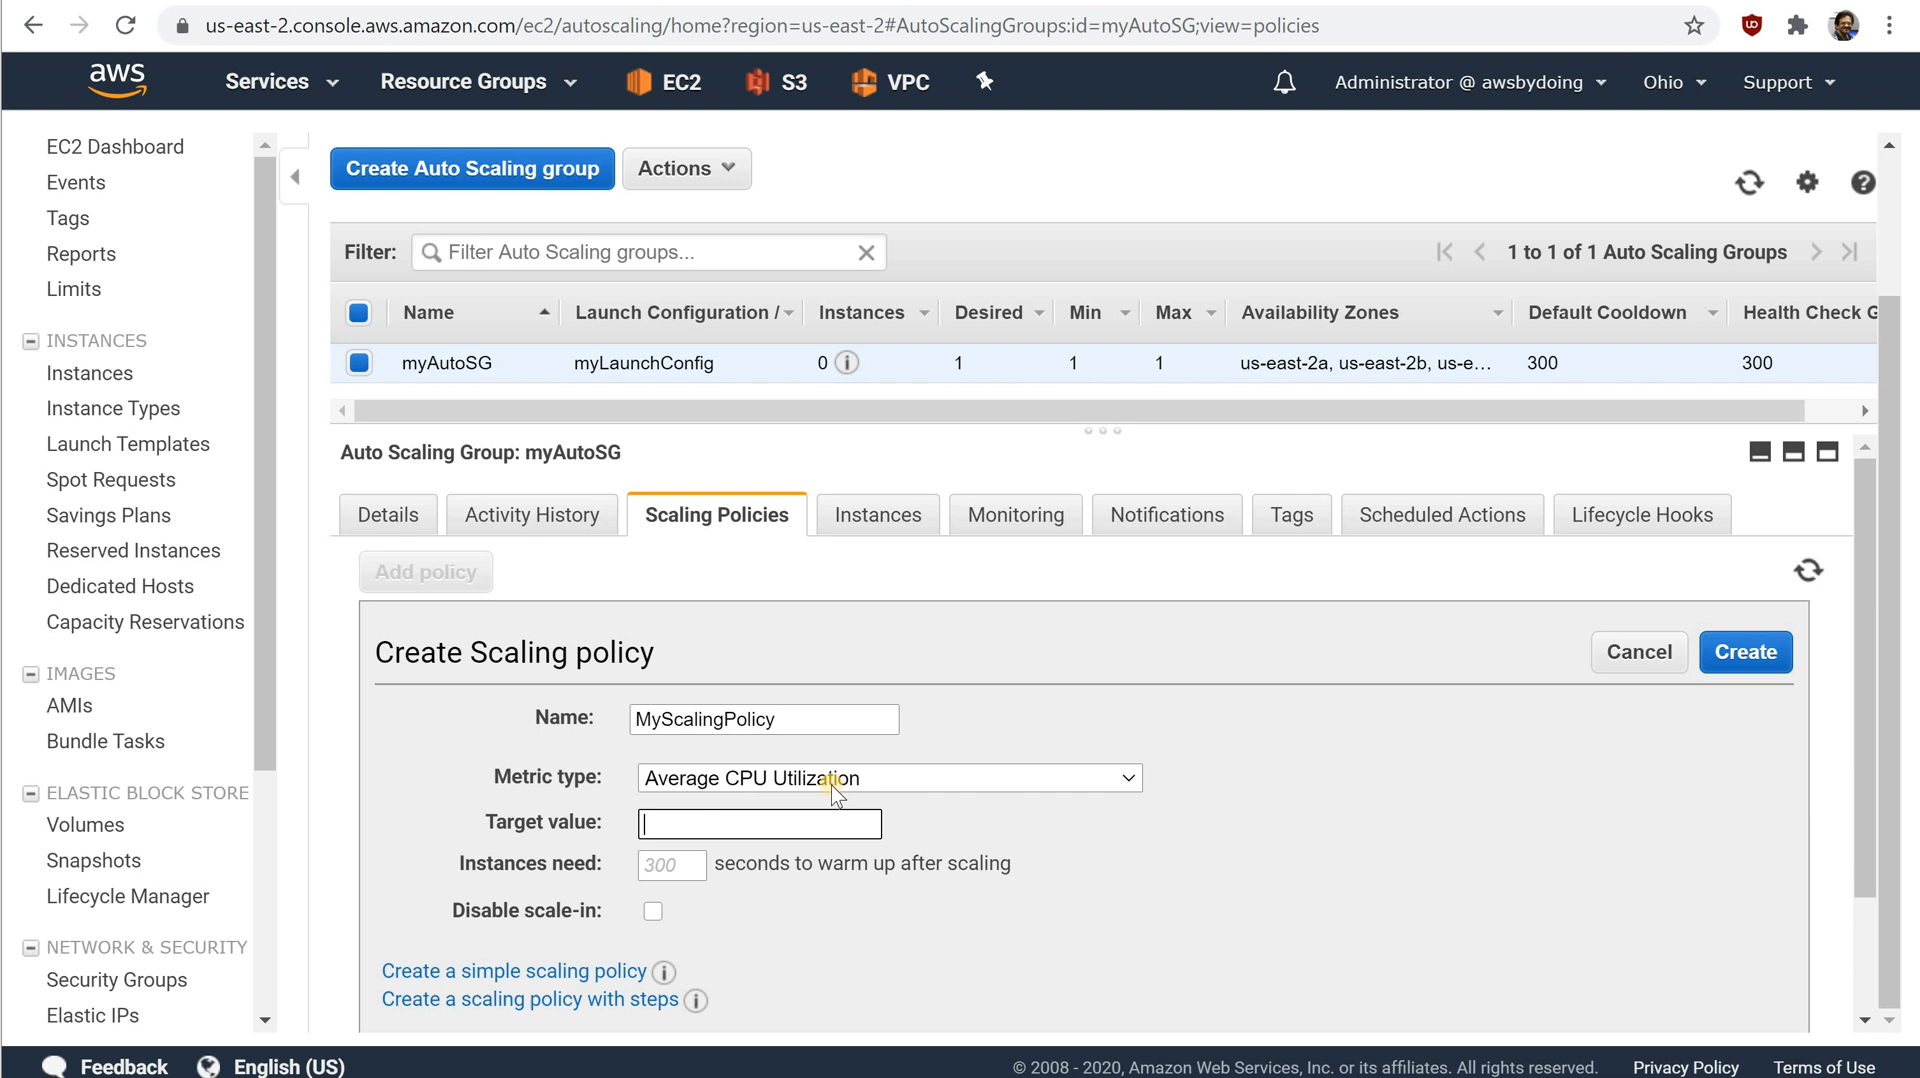 us-east-2.console.aws.amazon.com/ec2/autoscaling/home?region=us-east-2#AutoScalingGroups:id=myAutoSG;view=policies
aws Services Resource Groups EC2 S3 VPC Administrator @ awsbydoing Ohio Support
EC2 Dashboard
Events
Tags
Reports
Limits
INSTANCES
Instances
Instance Types
Launch Templates
Spot Requests
Savings Plans
Reserved Instances
Dedicated Hosts
Capacity Reservations
IMAGES
AMIs
Bundle Tasks
ELASTIC BLOCK STORE
Volumes
Snapshots
Lifecycle Manager
NETWORK & SECURITY
Security Groups
Elastic IPs
Create Auto Scaling group Actions
Filter: Filter Auto Scaling groups... 1 to 1 of 1 Auto Scaling Groups
Name Launch Configuration / Instances Desired Min Max Availability Zones Default Cooldown Health Check G
myAutoSG myLaunchConfig 0 1 1 1 us-east-2a, us-east-2b, us-e... 300 300
Auto Scaling Group: myAutoSG
Details Activity History Scaling Policies Instances Monitoring Notifications Tags Scheduled Actions Lifecycle Hooks
Add policy
Create Scaling policy Cancel Create
Name: MyScalingPolicy
Metric type: Average CPU Utilization
Target value:
Instances need: 300 seconds to warm up after scaling
Disable scale-in:
Create a simple scaling policy
Create a scaling policy with steps
Feedback English (US) © 2008 - 2020, Amazon Web Services, Inc. or its affiliates. All rights reserved. Privacy Policy Terms of Use